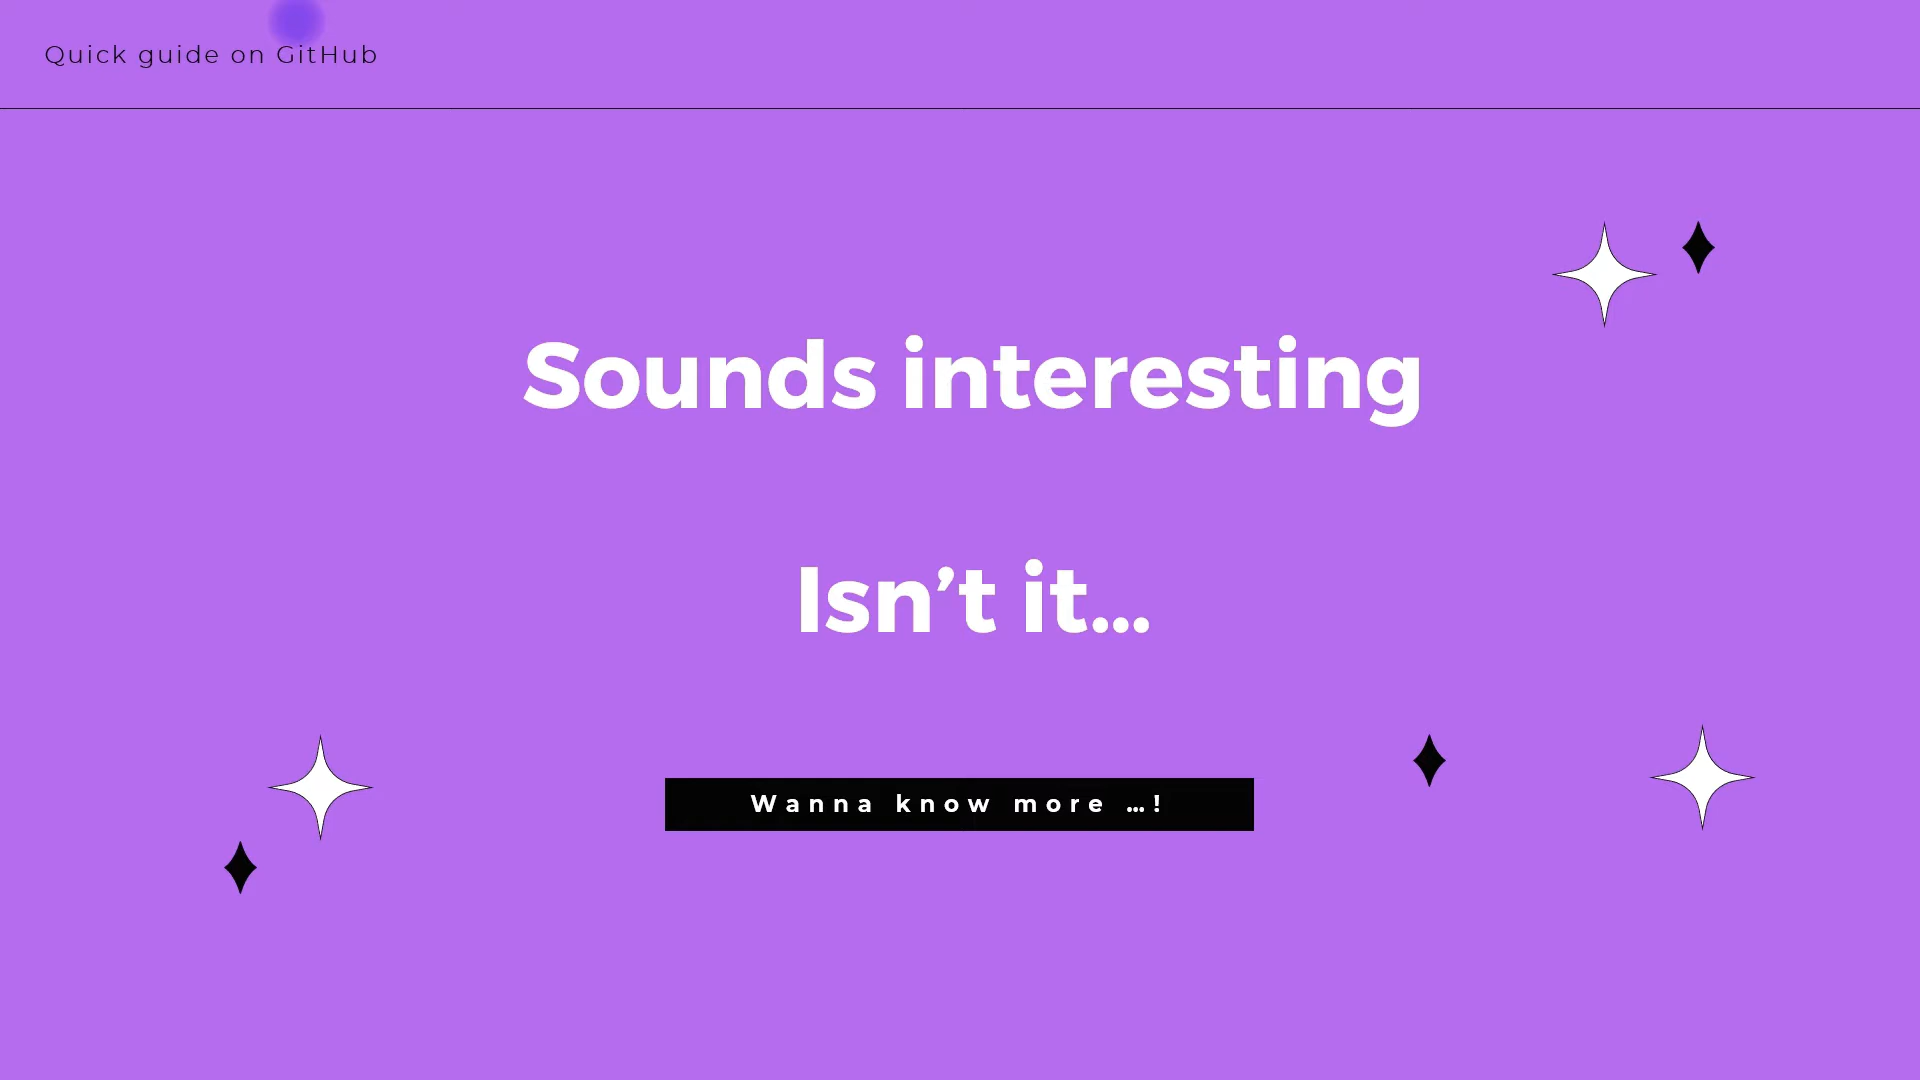 Quick guide on GitHub
Sounds interesting
Isn’t it...
Wanna know more ...!